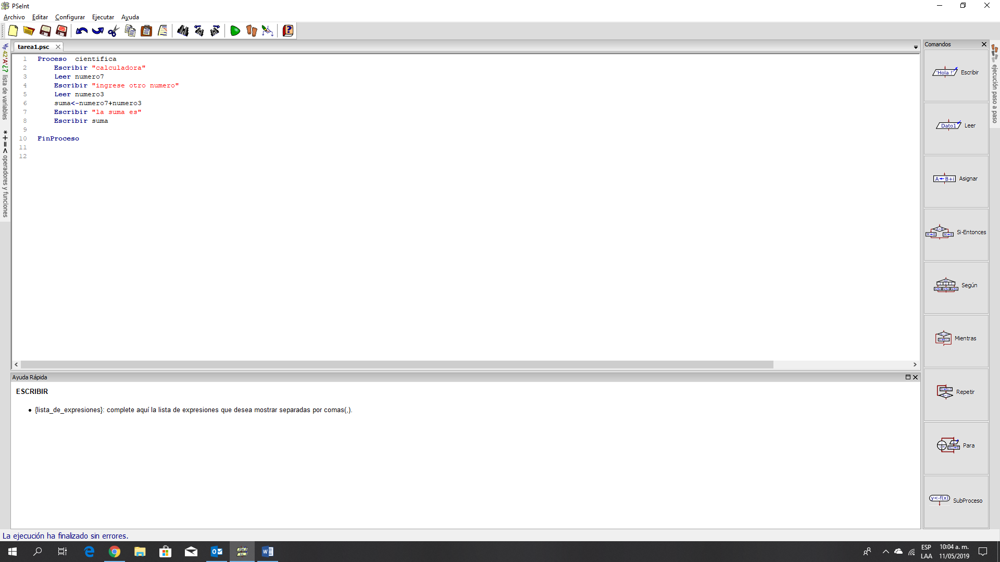 PSeInt
Archivo Editar Configurar Ejecutar Ayuda
tarea1.psc
Comandos
1 Proceso cientifica
2 Escribir "calculadora"
3 Leer numero7
4 Escribir "ingrese otro numero"
5 Leer numero3
6 suma<-numero7+numero3
7 Escribir "la suma es"
8 Escribir suma
9
10 FinProceso
11
12
lista de variables
*+=< operadores y funciones
'Hola !' Escribir
Dato1 Leer
A B+i Asignar
Si-Entonces
Según
Mientras
Repetir
Para
y<-f(x) SubProceso
ejecución paso a paso
Ayuda Rápida
ESCRIBIR
• {lista_de_expresiones}: complete aquí la lista de expresiones que desea mostrar separadas por comas(,).
La ejecución ha finalizado sin errores.
ESP 10:04 a. m.
LAA 11/05/2019